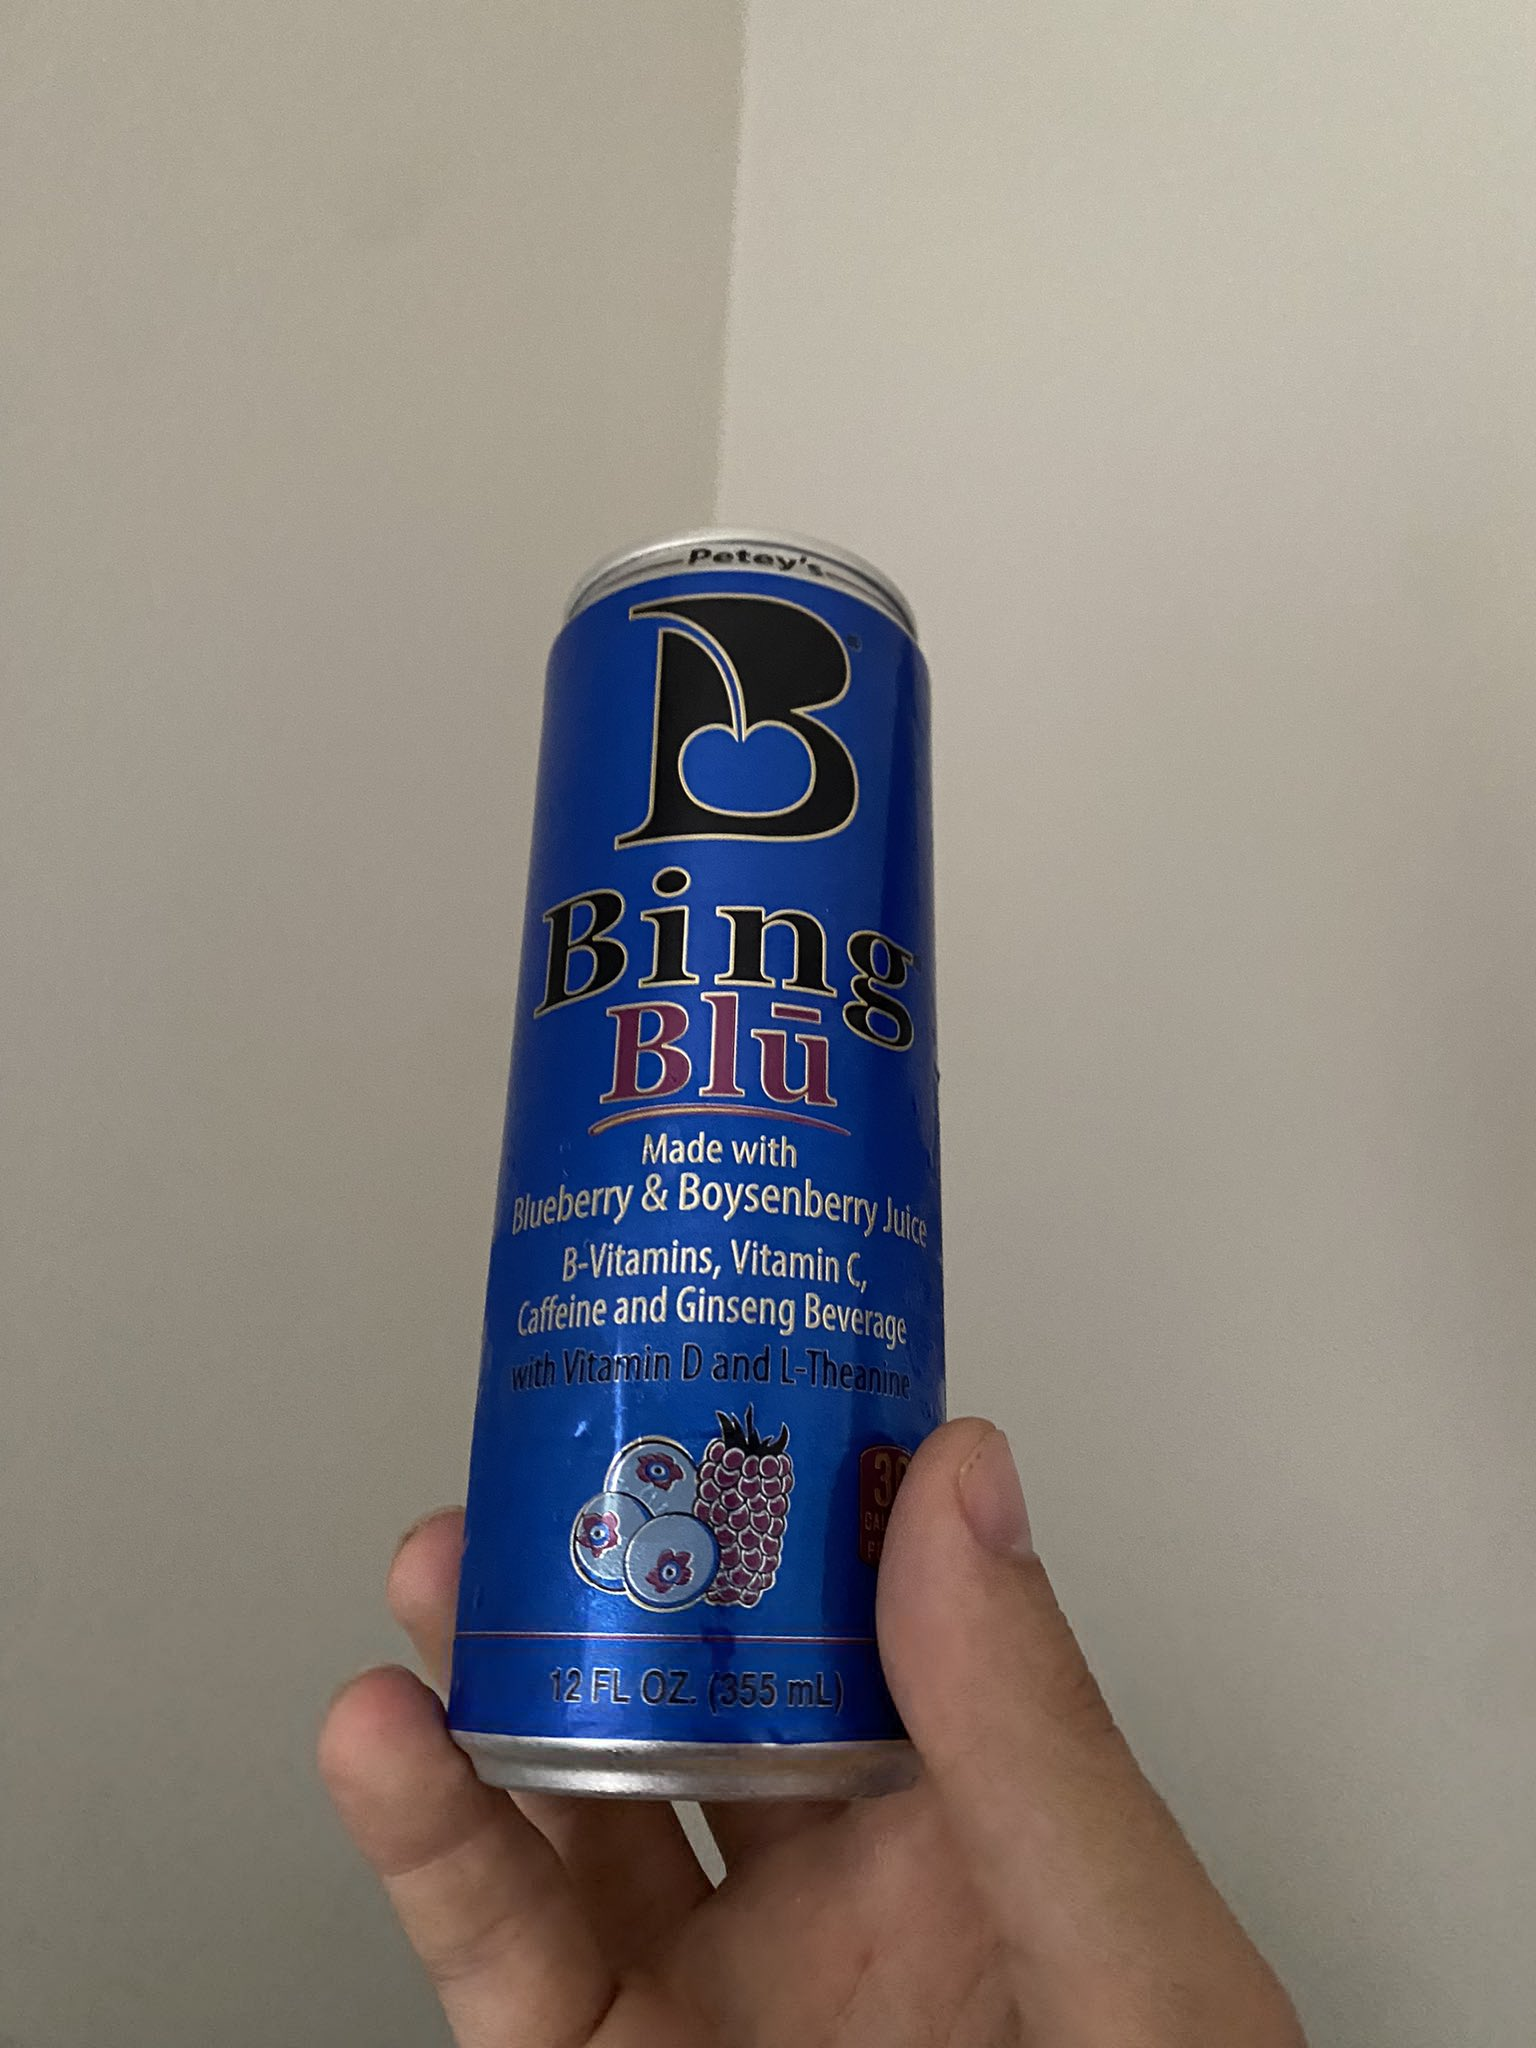 Petey's
B
Bing
Blū
Made with
Blueberry & Boysenberry Juice
B-Vitamins, Vitamin C,
Caffeine and Ginseng Beverage
with Vitamin D and L-Theanine
12 FL OZ. (355 mL)